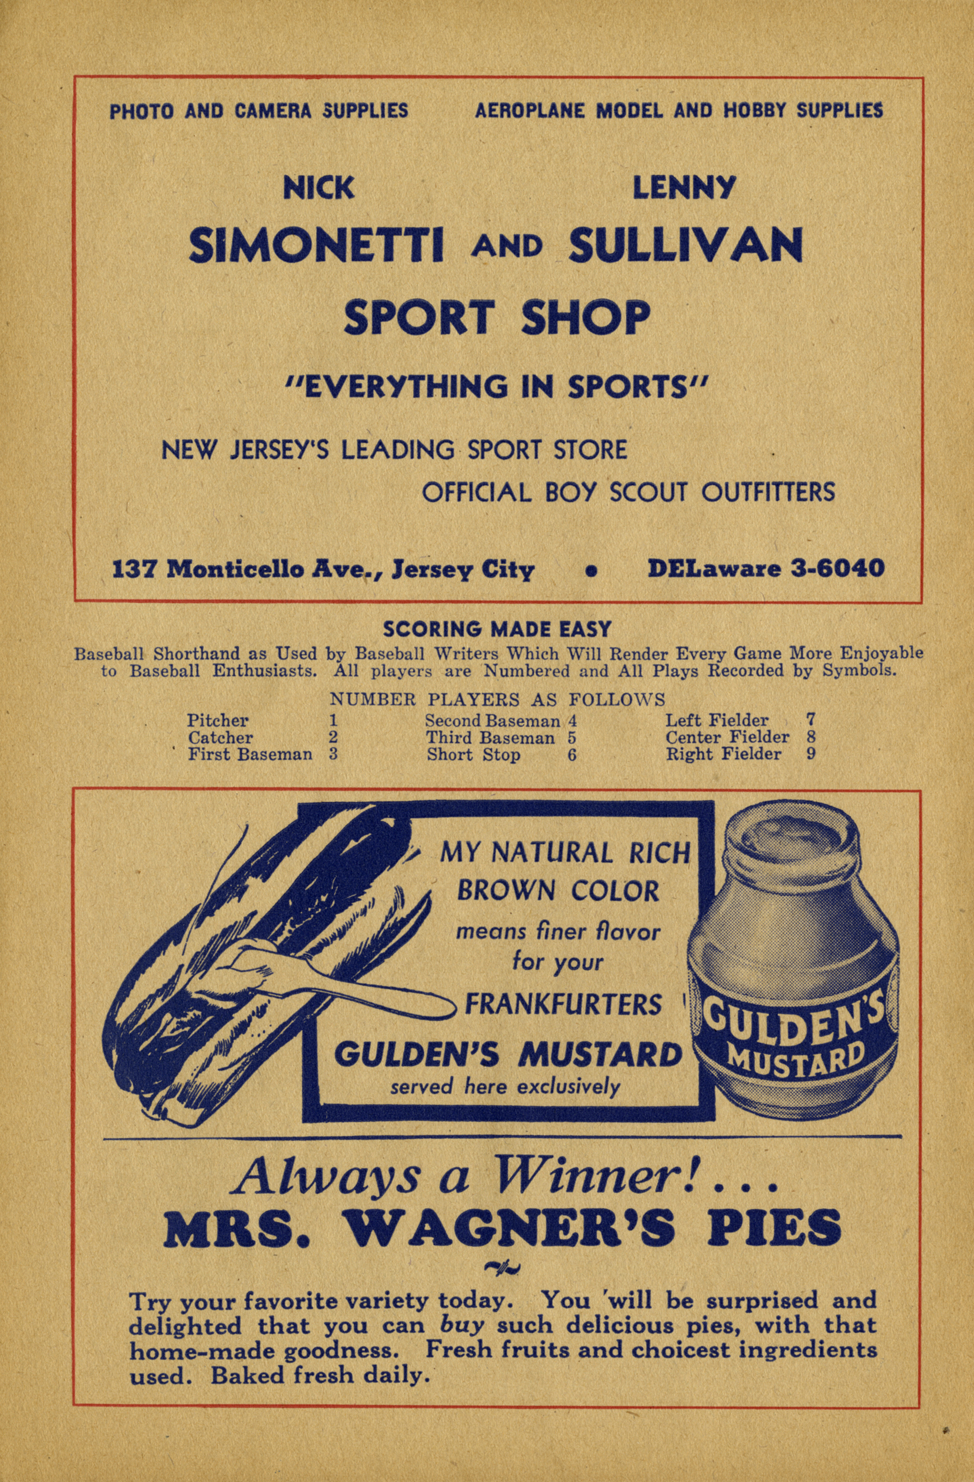 PHOTO AND CAMERA SUPPLIES AEROPLANE MODEL AND HOBBY SUPPLIES
NICK LENNY
SIMONETTI AND SULLIVAN
SPORT SHOP
"EVERYTHING IN SPORTS"
NEW JERSEY'S LEADING SPORT STORE
OFFICIAL BOY SCOUT OUTFITTERS
137 Monticello Ave., Jersey City • DELaware 3-6040
SCORING MADE EASY
Baseball Shorthand as Used by Baseball Writers Which Will Render Every Game More Enjoyable
to Baseball Enthusiasts. All players are Numbered and All Plays Recorded by Symbols.
NUMBER PLAYERS AS FOLLOWS
Pitcher 1 Second Baseman 4 Left Fielder 7
Catcher 2 Third Baseman 5 Center Fielder 8
First Baseman 3 Short Stop 6 Right Fielder 9
MY NATURAL RICH
BROWN COLOR
means finer flavor
for your
FRANKFURTERS
GULDEN'S MUSTARD
served here exclusively
GULDEN'S
MUSTARD
Always a Winner! . . .
MRS. WAGNER'S PIES
Try your favorite variety today. You 'will be surprised and
delighted that you can buy such delicious pies, with that
home-made goodness. Fresh fruits and choicest ingredients
used. Baked fresh daily.